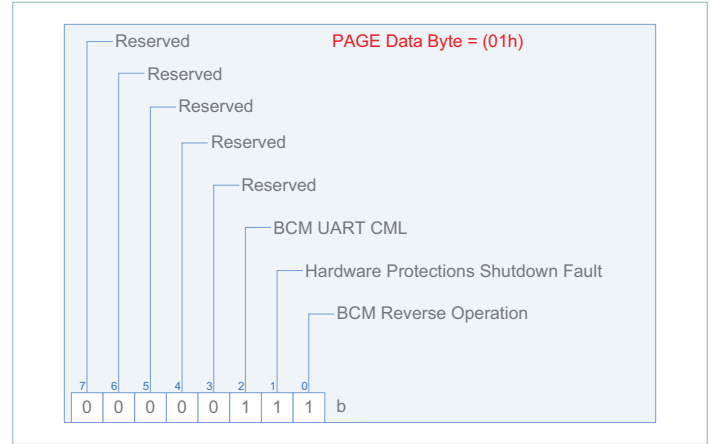 Reserved PAGE Data Byte = (01h)
Reserved
Reserved
Reserved
Reserved
BCM UART CML
Hardware Protections Shutdown Fault
BCM Reverse Operation
7 6 5 4 3 2 1 0
0 0 0 0 0 1 1 1 b